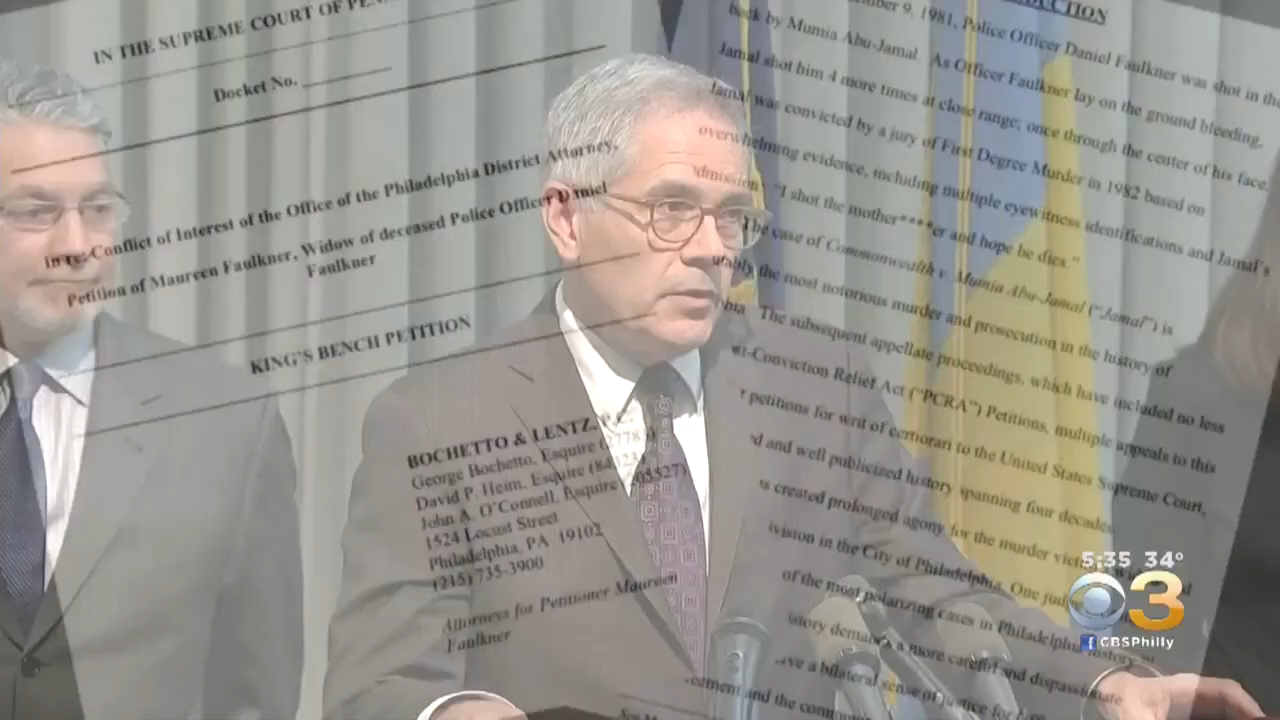 IN THE SUPREME COURT OF
Docket No.
In re: Conflict of Interest of the Office of the Philadelphia District Attorney,
Petition of Maureen Faulkner, Widow of deceased Police Officer Daniel
Faulkner
KING'S BENCH PETITION
BOCHETTO & LENTZ, P.C.
George Bochetto, Esquire
David P. Heim, Esquire
John A. O'Connell, Esquire
1524 Locust Street
Philadelphia, PA 19102
(215) 735-3900
Attorneys for Petitioner Maureen
Faulkner
9, 1981, Police Officer Daniel Faulkner was shot in the
back by Mumia Abu-Jamal. As Officer Faulkner lay on the ground bleeding,
Jamal shot him 4 more times at close range; once through the center of his face.
Jamal was convicted by a jury of First Degree Murder in 1982 based on
overwhelming evidence, including multiple eyewitness identifications and Jamal's
"I shot the mother****er and hope he dies."
The case of Commonwealth v. Mumia Abu-Jamal ("Jamal") is
the most notorious murder and prosecution in the history of
The subsequent appellate proceedings, which have included no less
Conviction Relief Act ("PCRA") Petitions, multiple appeals to this
petitions for writ of certiorari to the United States Supreme Court,
and well publicized history spanning four decades
created prolonged agony for the murder
in the City of Philadelphia. One
of the most polarizing cases in Philadelphia history
demands a more careful and dispassionate
a bilateral sense of justice for
and the
5:35 34°
3
CBSPhilly